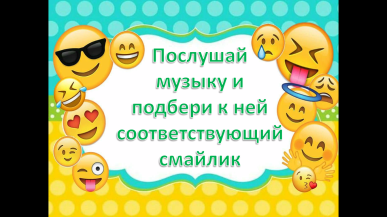 Послушай
музыку и
подбери к ней
соответствующий
смайлик